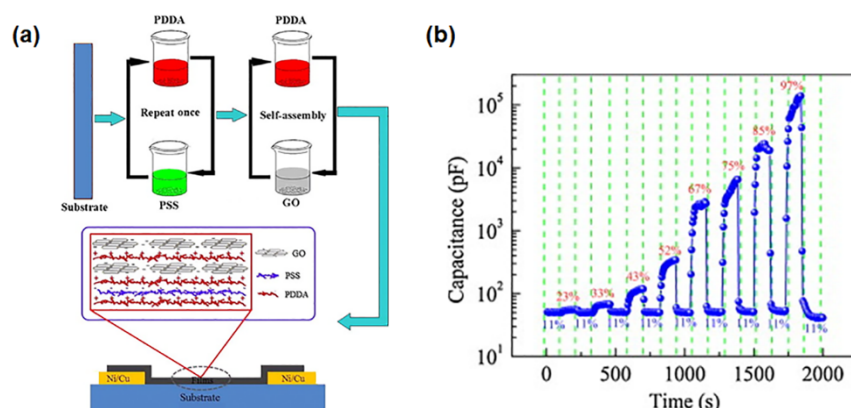 (a)
PDDA
PDDA
Repeat once
Self-assembly
Substrate
PSS
GO
GO
PSS
PDDA
Ni/Cu
Films
Ni/Cu
Substrate
(b)
Capacitance (pF)
10⁵
10⁴
10³
10²
10¹
97%
85%
75%
67%
52%
43%
33%
23%
11%
11%
11%
11%
11%
11%
11%
11%
11%
0
500
1000
1500
2000
Time (s)